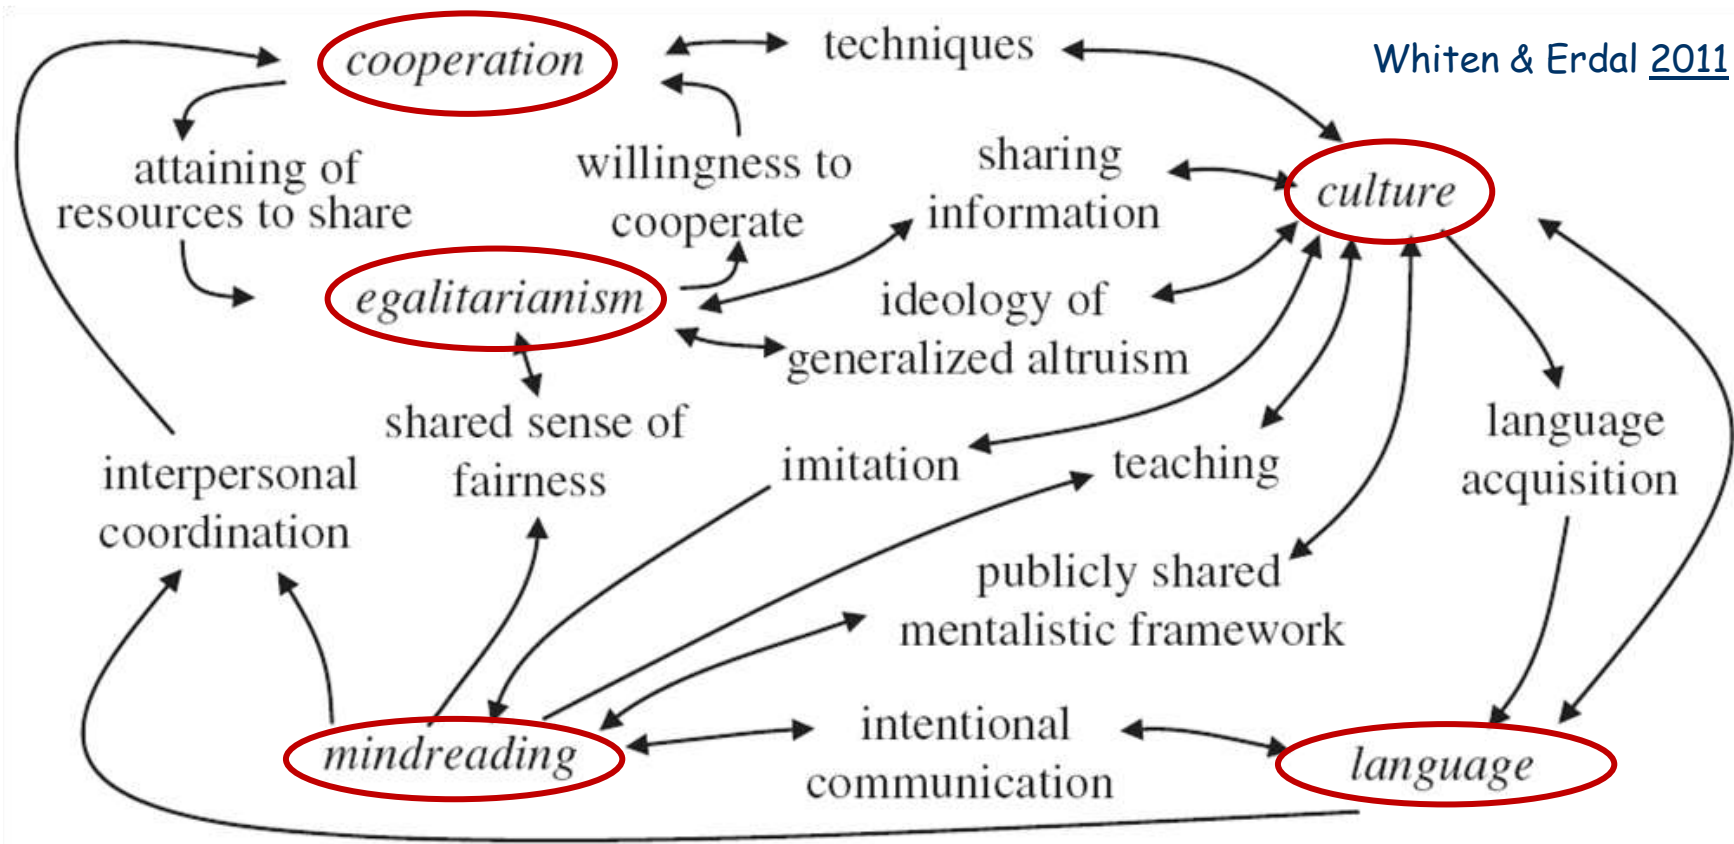 cooperation
techniques
Whiten & Erdal 2011
attaining of
resources to share
willingness to
cooperate
sharing
information
culture
egalitarianism
ideology of
generalized altruism
shared sense of
fairness
interpersonal
coordination
imitation
teaching
language
acquisition
publicly shared
mentalistic framework
mindreading
intentional
communication
language